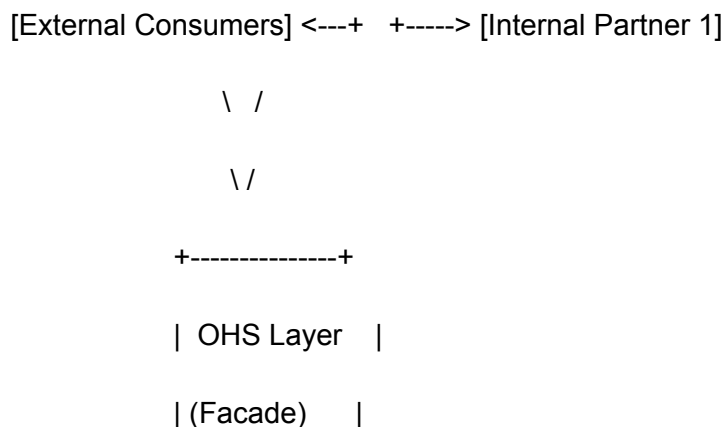 [External Consumers] <---+   +-----> [Internal Partner 1]
\   /
\ /
+---------------+
|  OHS Layer    |
| (Facade)      |